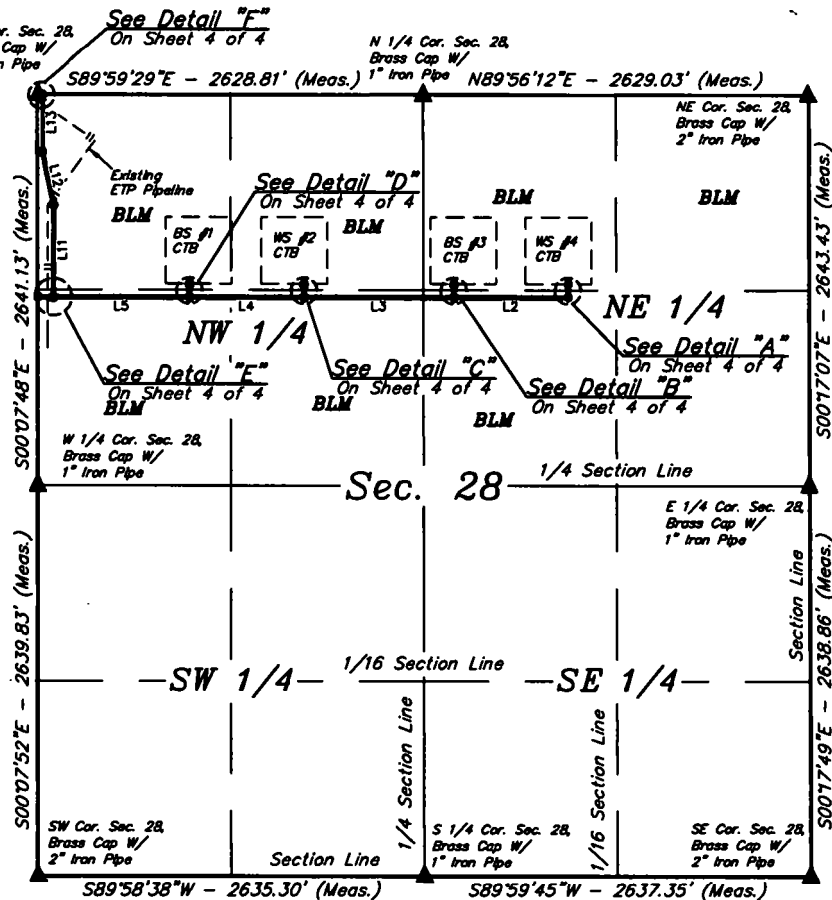 See Detail "F"
On Sheet 4 of 4
Cor. Sec. 28,
Cap W/
Pipe
N 1/4 Cor. Sec. 28,
Brass Cap W/
1" Iron Pipe
S89°59'29"E - 2628.81' (Meas.)
N89°56'12"E - 2629.03' (Meas.)
NE Cor. Sec. 28,
Brass Cap W/
2" Iron Pipe
L13
L12
L11
Existing
ETP Pipeline
See Detail "D"
On Sheet 4 of 4
BLM
BLM
BLM
BLM
BS #1
CTB
WS #2
CTB
BS #3
CTB
WS #4
CTB
L5
L4
L3
L2
NW 1/4
NE 1/4
See Detail "E"
On Sheet 4 of 4
See Detail "C"
On Sheet 4 of 4
See Detail "B"
On Sheet 4 of 4
See Detail "A"
On Sheet 4 of 4
BLM
BLM
BLM
S00°07'48"E - 2641.13' (Meas.)
S00°17'07"E - 2643.43' (Meas.)
W 1/4 Cor. Sec. 28,
Brass Cap W/
1" Iron Pipe
Sec. 28
1/4 Section Line
E 1/4 Cor. Sec. 28,
Brass Cap W/
1" Iron Pipe
Section Line
S00°07'52"E - 2639.83' (Meas.)
S00°17'49"E - 2638.86' (Meas.)
1/16 Section Line
SW 1/4
SE 1/4
1/4 Section Line
1/16 Section Line
SW Cor. Sec. 28,
Brass Cap W/
2" Iron Pipe
Section Line
S 1/4 Cor. Sec. 28,
Brass Cap W/
1" Iron Pipe
SE Cor. Sec. 28,
Brass Cap W/
2" Iron Pipe
S89°58'38"W - 2635.30' (Meas.)
S89°59'45"W - 2637.35' (Meas.)